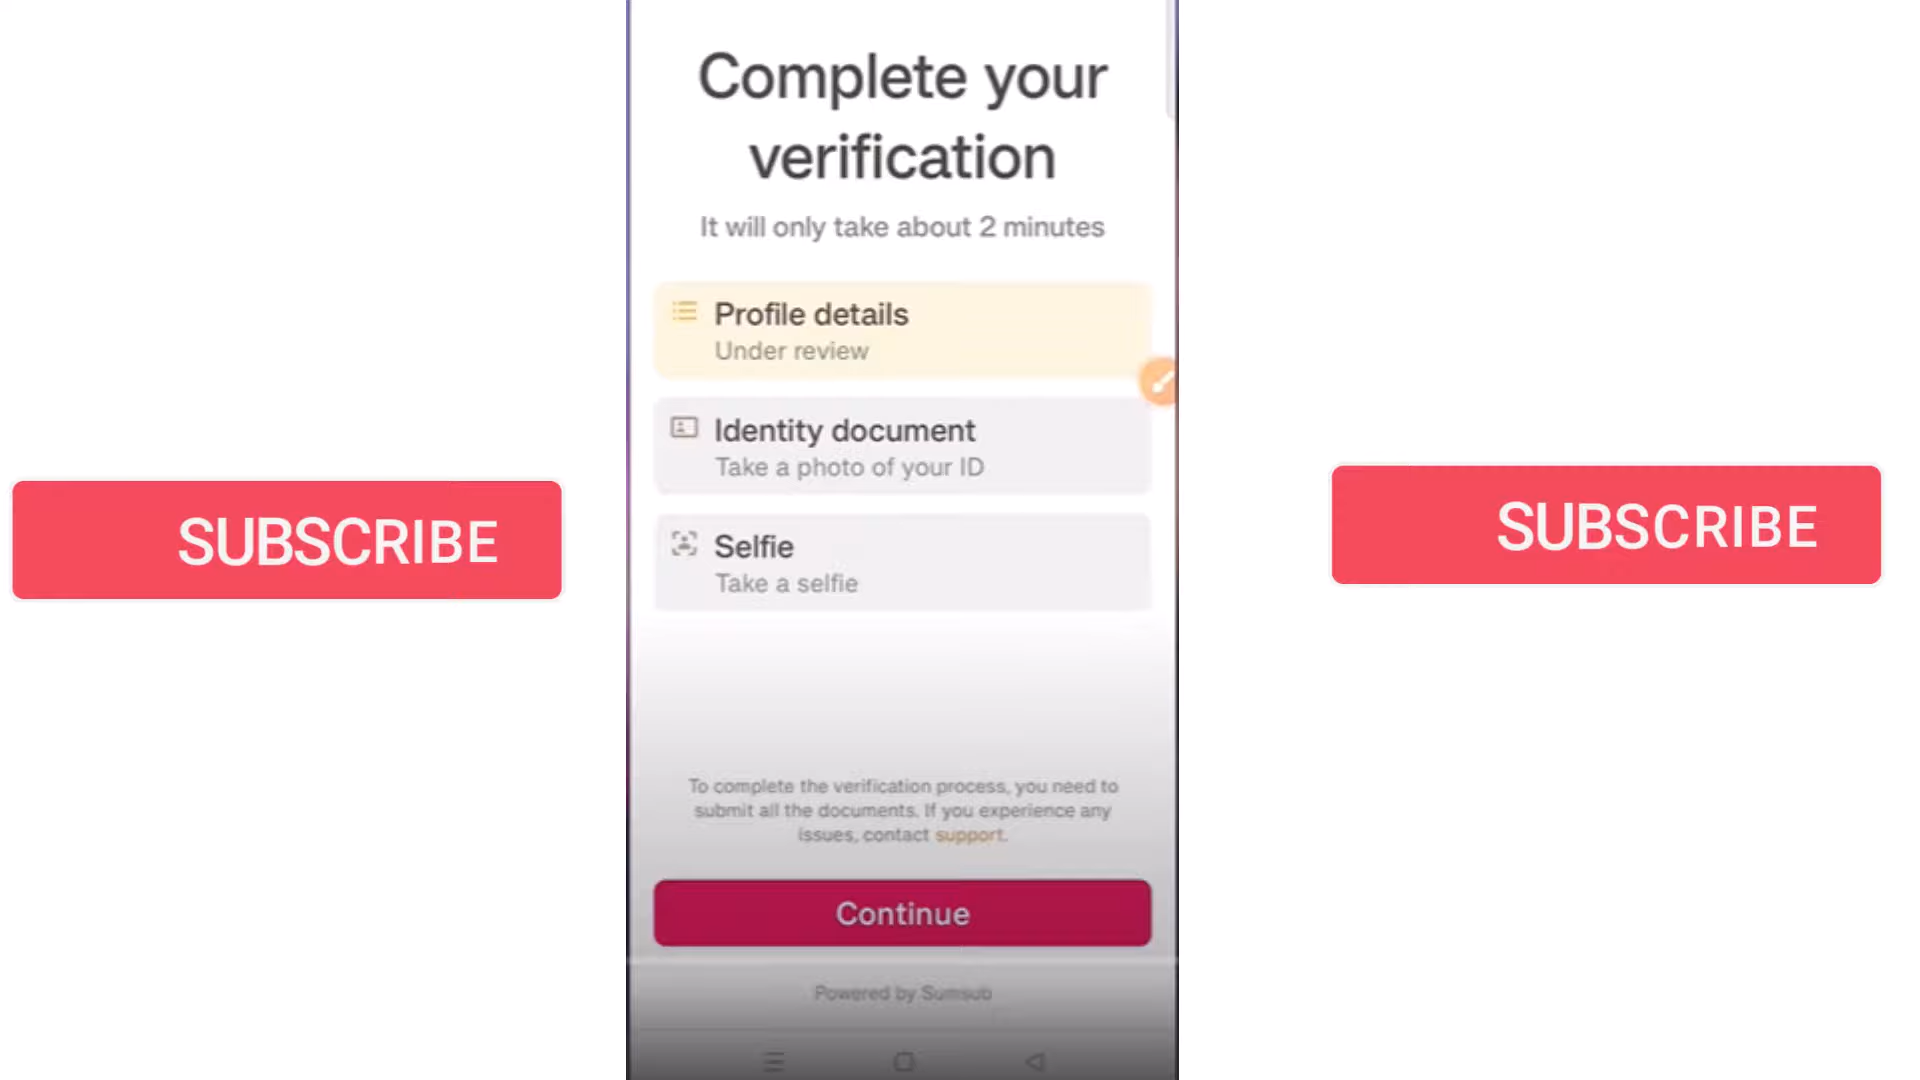 Complete your
verification
It will only take about 2 minutes
Profile details
Under review
Identity document
Take a photo of your ID
Selfie
Take a selfie
SUBSCRIBE
SUBSCRIBE
To complete the verification process, you need to
submit all the documents. If you experience any
issues, contact support.
Continue
Powered by Sumsub